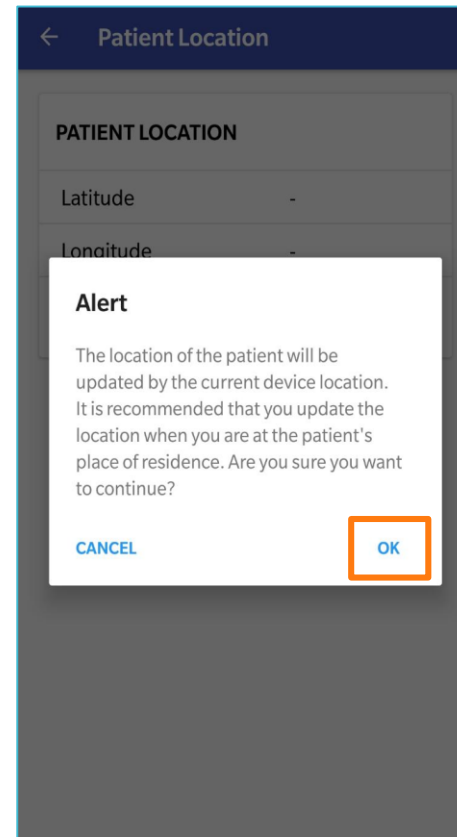 Patient Location
PATIENT LOCATION
Latitude -
Longitude -
Alert
The location of the patient will be
updated by the current device location.
It is recommended that you update the
location when you are at the patient's
place of residence. Are you sure you want
to continue?
CANCEL OK